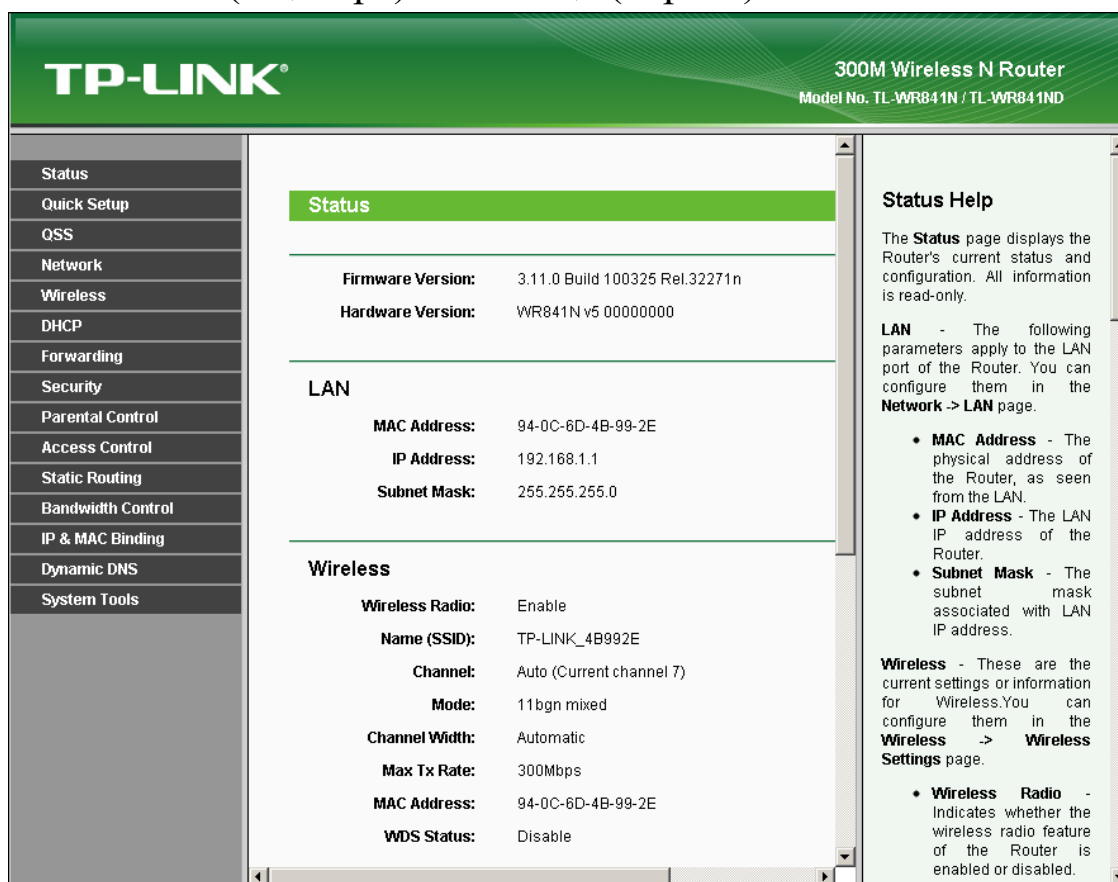 TP-LINK®
300M Wireless N Router
Model No. TL-WR841N / TL-WR841ND
Status
Quick Setup
QSS
Network
Wireless
DHCP
Forwarding
Security
Parental Control
Access Control
Static Routing
Bandwidth Control
IP & MAC Binding
Dynamic DNS
System Tools
Status
Firmware Version: 3.11.0 Build 100325 Rel.32271n
Hardware Version: WR841N v5 00000000
LAN
MAC Address: 94-0C-6D-4B-99-2E
IP Address: 192.168.1.1
Subnet Mask: 255.255.255.0
Wireless
Wireless Radio: Enable
Name (SSID): TP-LINK_4B992E
Channel: Auto (Current channel 7)
Mode: 11bgn mixed
Channel Width: Automatic
Max Tx Rate: 300Mbps
MAC Address: 94-0C-6D-4B-99-2E
WDS Status: Disable
Status Help
The Status page displays the
Router's current status and
configuration. All information
is read-only.
LAN - The following
parameters apply to the LAN
port of the Router. You can
configure them in the
Network -> LAN page.
• MAC Address - The
physical address of
the Router, as seen
from the LAN.
• IP Address - The LAN
IP address of the
Router.
• Subnet Mask - The
subnet mask
associated with LAN
IP address.
Wireless - These are the
current settings or information
for Wireless.You can
configure them in the
Wireless -> Wireless
Settings page.
• Wireless Radio -
Indicates whether the
wireless radio feature
of the Router is
enabled or disabled.